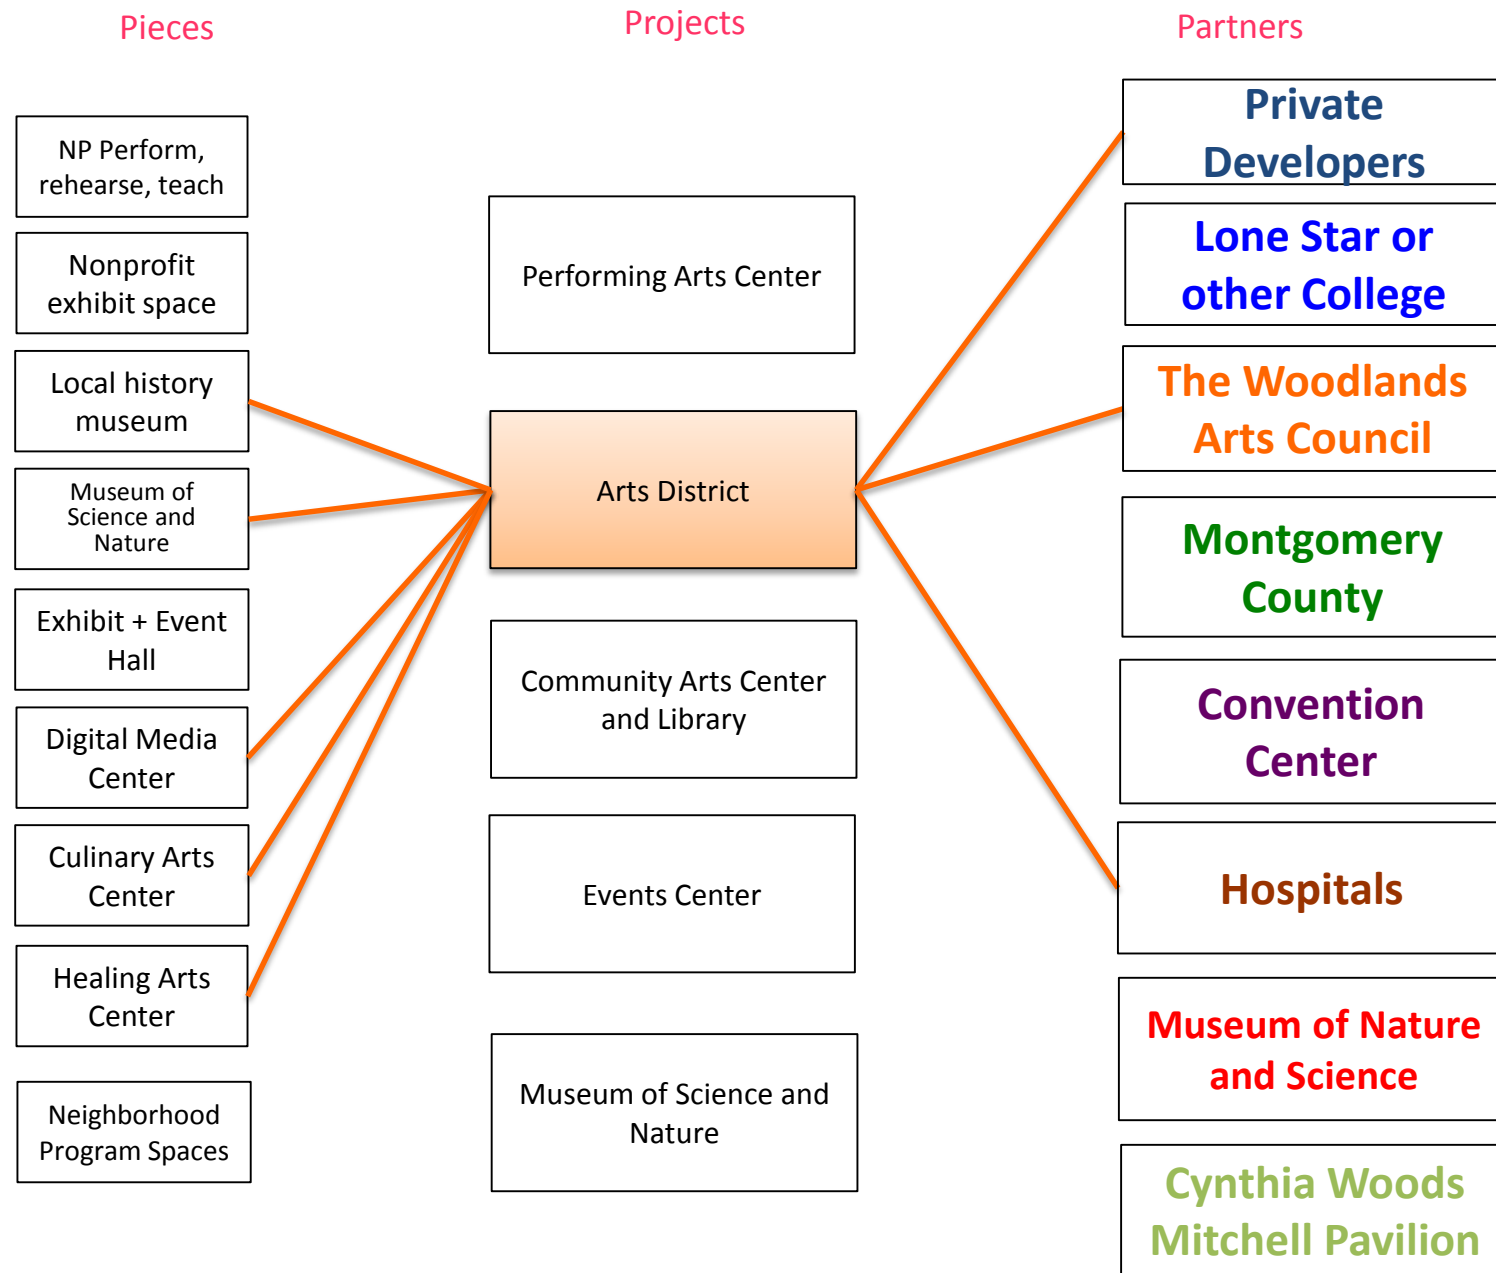 Pieces
Projects
Partners
NP Perform,
rehearse, teach
Nonprofit
exhibit space
Local history
museum
Museum of
Science and
Nature
Exhibit + Event
Hall
Digital Media
Center
Culinary Arts
Center
Healing Arts
Center
Neighborhood
Program Spaces
Performing Arts Center
Arts District
Community Arts Center
and Library
Events Center
Museum of Science and
Nature
Private
Developers
Lone Star or
other College
The Woodlands
Arts Council
Montgomery
County
Convention
Center
Hospitals
Museum of Nature
and Science
Cynthia Woods
Mitchell Pavilion